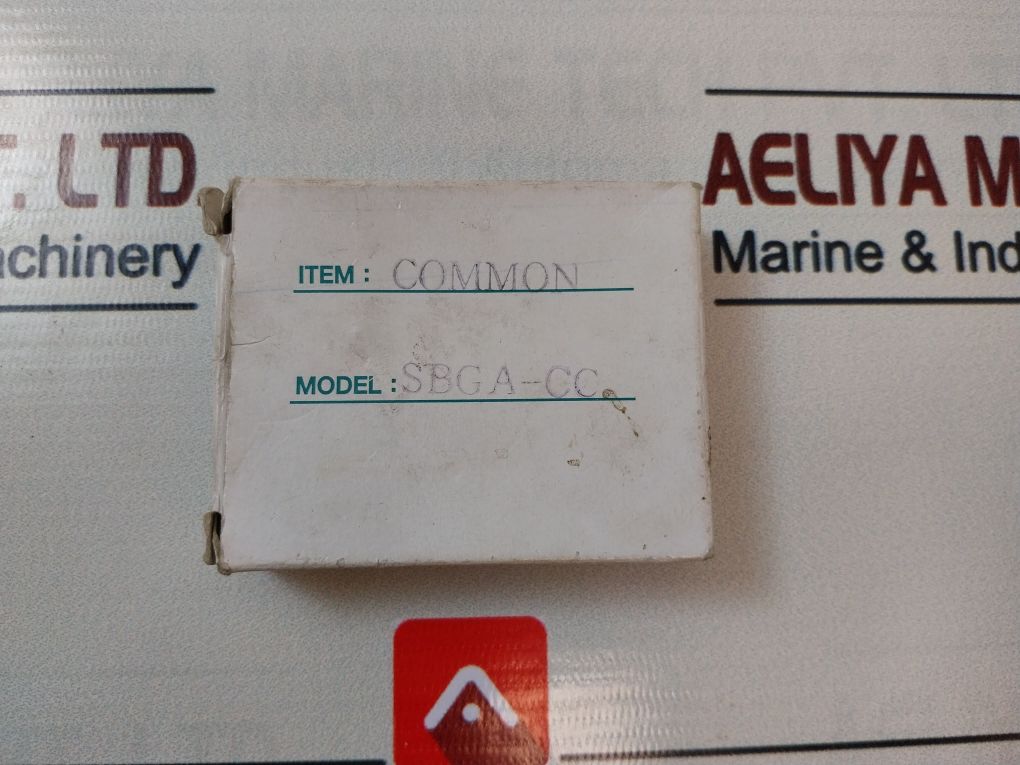 T. LTD
achinery
AELIYA M
Marine & Ind
ITEM : COMMON
MODEL : SBGA-CC